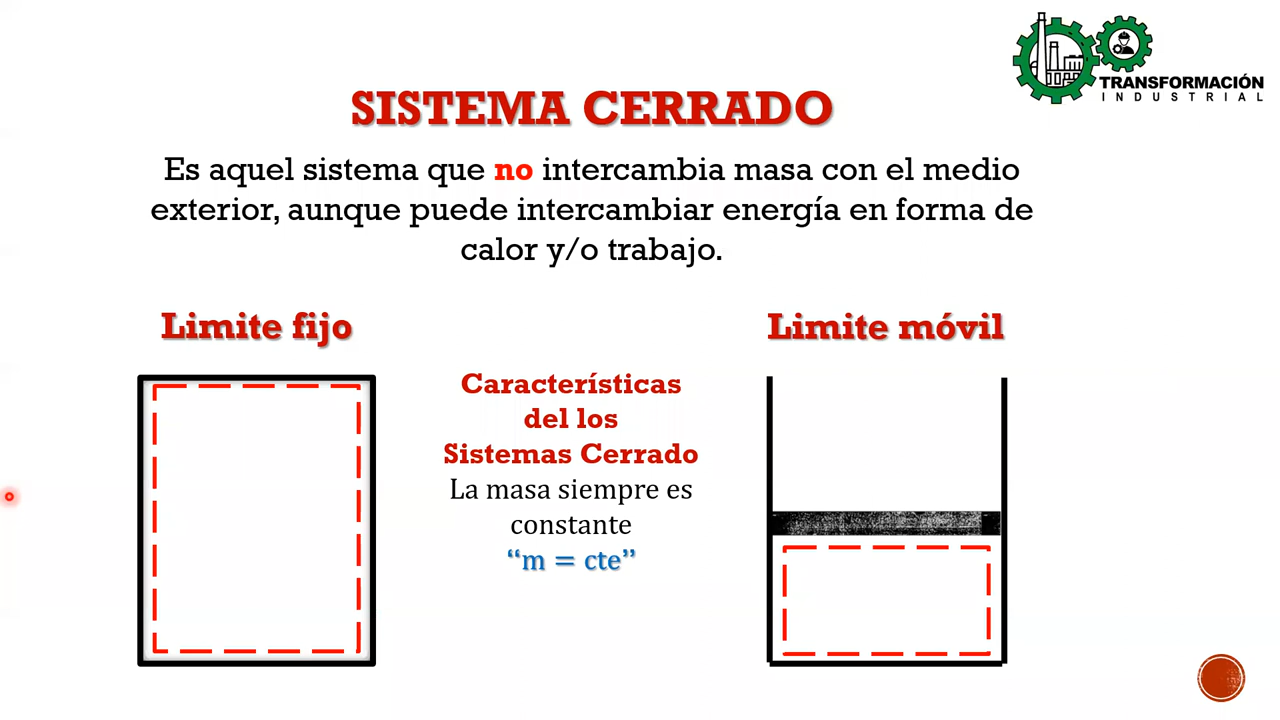 TRANSFORMACIÓN
INDUSTRIAL
SISTEMA CERRADO
Es aquel sistema que no intercambia masa con el medio
exterior, aunque puede intercambiar energía en forma de
calor y/o trabajo.
Limite fijo
Limite móvil
Características
del los
Sistemas Cerrado
La masa siempre es
constante
“m = cte”